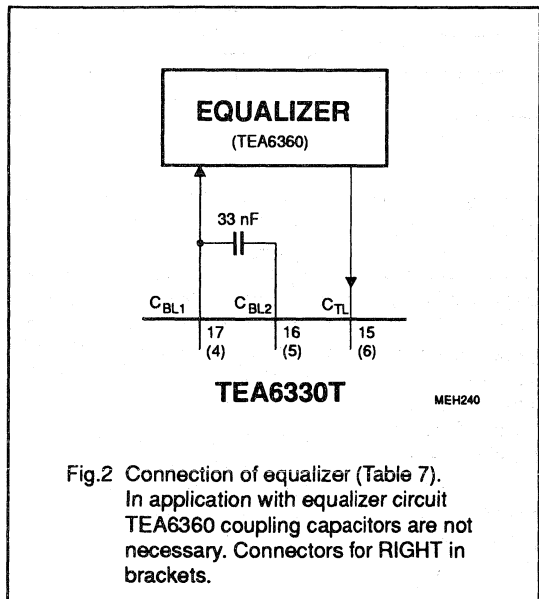 EQUALIZER
(TEA6360)
33 nF
C_BL1 C_BL2 C_TL
17 16 15
(4) (5) (6)
TEA6330T
MEH240
Fig.2 Connection of equalizer (Table 7).
In application with equalizer circuit
TEA6360 coupling capacitors are not
necessary. Connectors for RIGHT in
brackets.